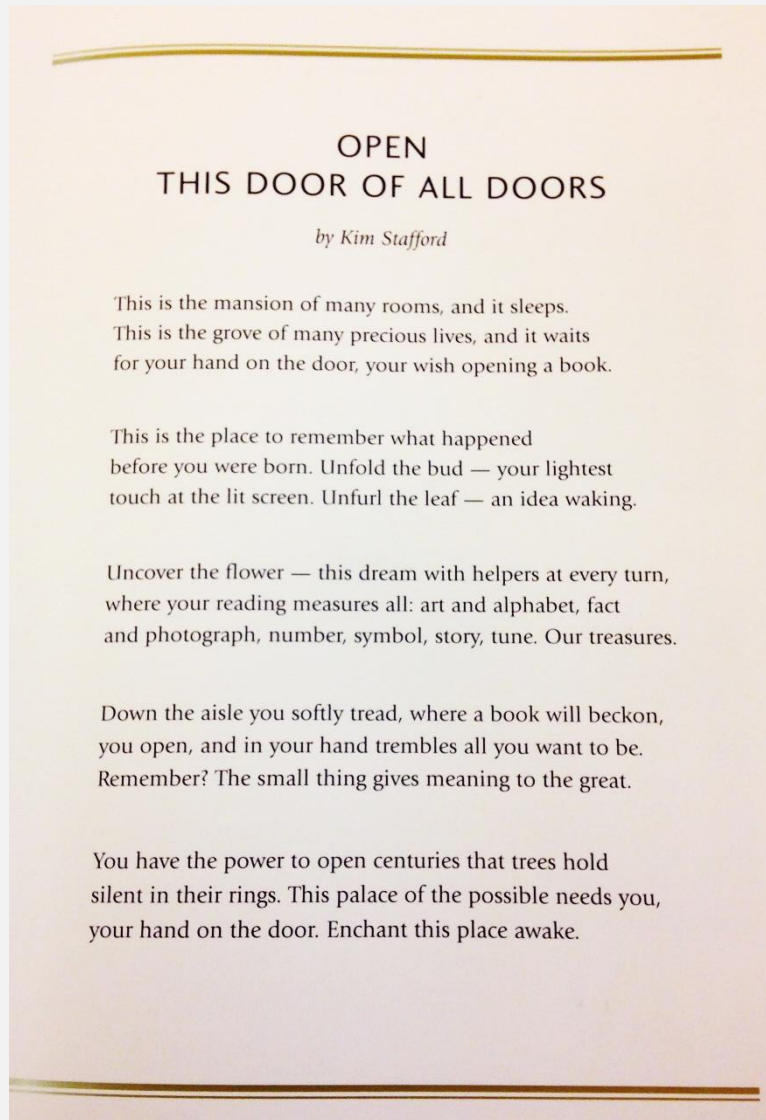 OPEN
THIS DOOR OF ALL DOORS
by Kim Stafford
This is the mansion of many rooms, and it sleeps.
This is the grove of many precious lives, and it waits
for your hand on the door, your wish opening a book.
This is the place to remember what happened
before you were born. Unfold the bud — your lightest
touch at the lit screen. Unfurl the leaf — an idea waking.
Uncover the flower — this dream with helpers at every turn,
where your reading measures all: art and alphabet, fact
and photograph, number, symbol, story, tune. Our treasures.
Down the aisle you softly tread, where a book will beckon,
you open, and in your hand trembles all you want to be.
Remember? The small thing gives meaning to the great.
You have the power to open centuries that trees hold
silent in their rings. This palace of the possible needs you,
your hand on the door. Enchant this place awake.